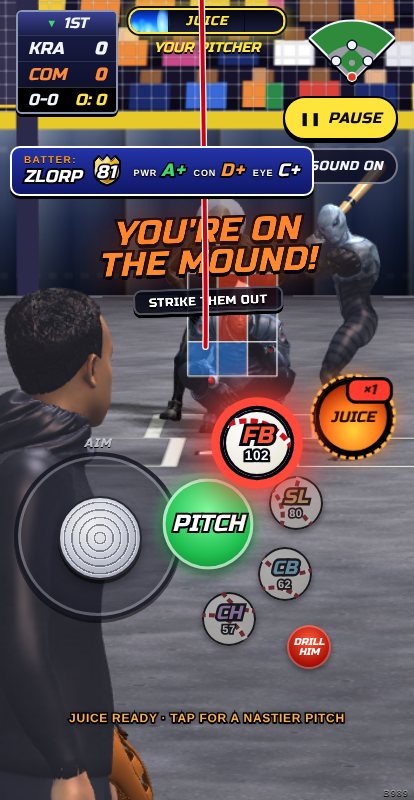 ▼ 1ST
KRA 0
COM 0
0-0 O: 0
JUICE
YOUR PITCHER
PAUSE
SOUND ON
BATTER:
ZLORP 81 PWR A+ CON D+ EYE C+
YOU'RE ON
THE MOUND!
STRIKE THEM OUT
×1
JUICE
FB
102
AIM
SL
80
PITCH
CB
62
CH
57
DRILL
HIM
JUICE READY · TAP FOR A NASTIER PITCH
B989